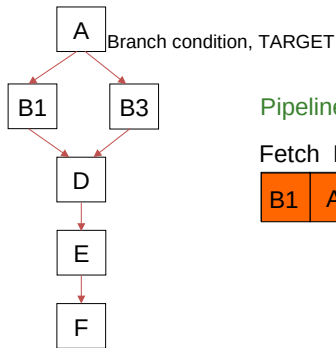 A
Branch condition, TARGET
B1 B3
Pipeline
Fetch
B1 A
D
E
F